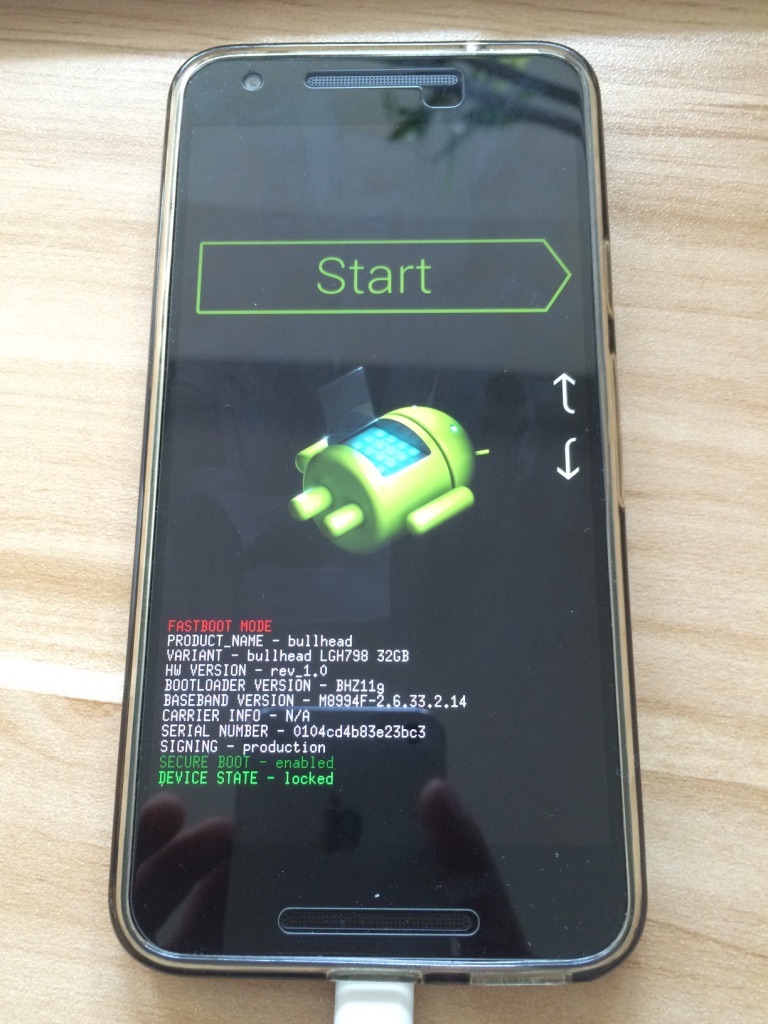 Start
FASTBOOT MODE
PRODUCT_NAME - bullhead
VARIANT - bullhead LGH798 32GB
HW VERSION - rev_1.0
BOOTLOADER VERSION - BHZ11g
BASEBAND VERSION - M8994F-2.6.33.2.14
CARRIER INFO - N/A
SERIAL NUMBER - 0104cd4b83e23bc3
SIGNING - production
SECURE BOOT - enabled
DEVICE STATE - locked